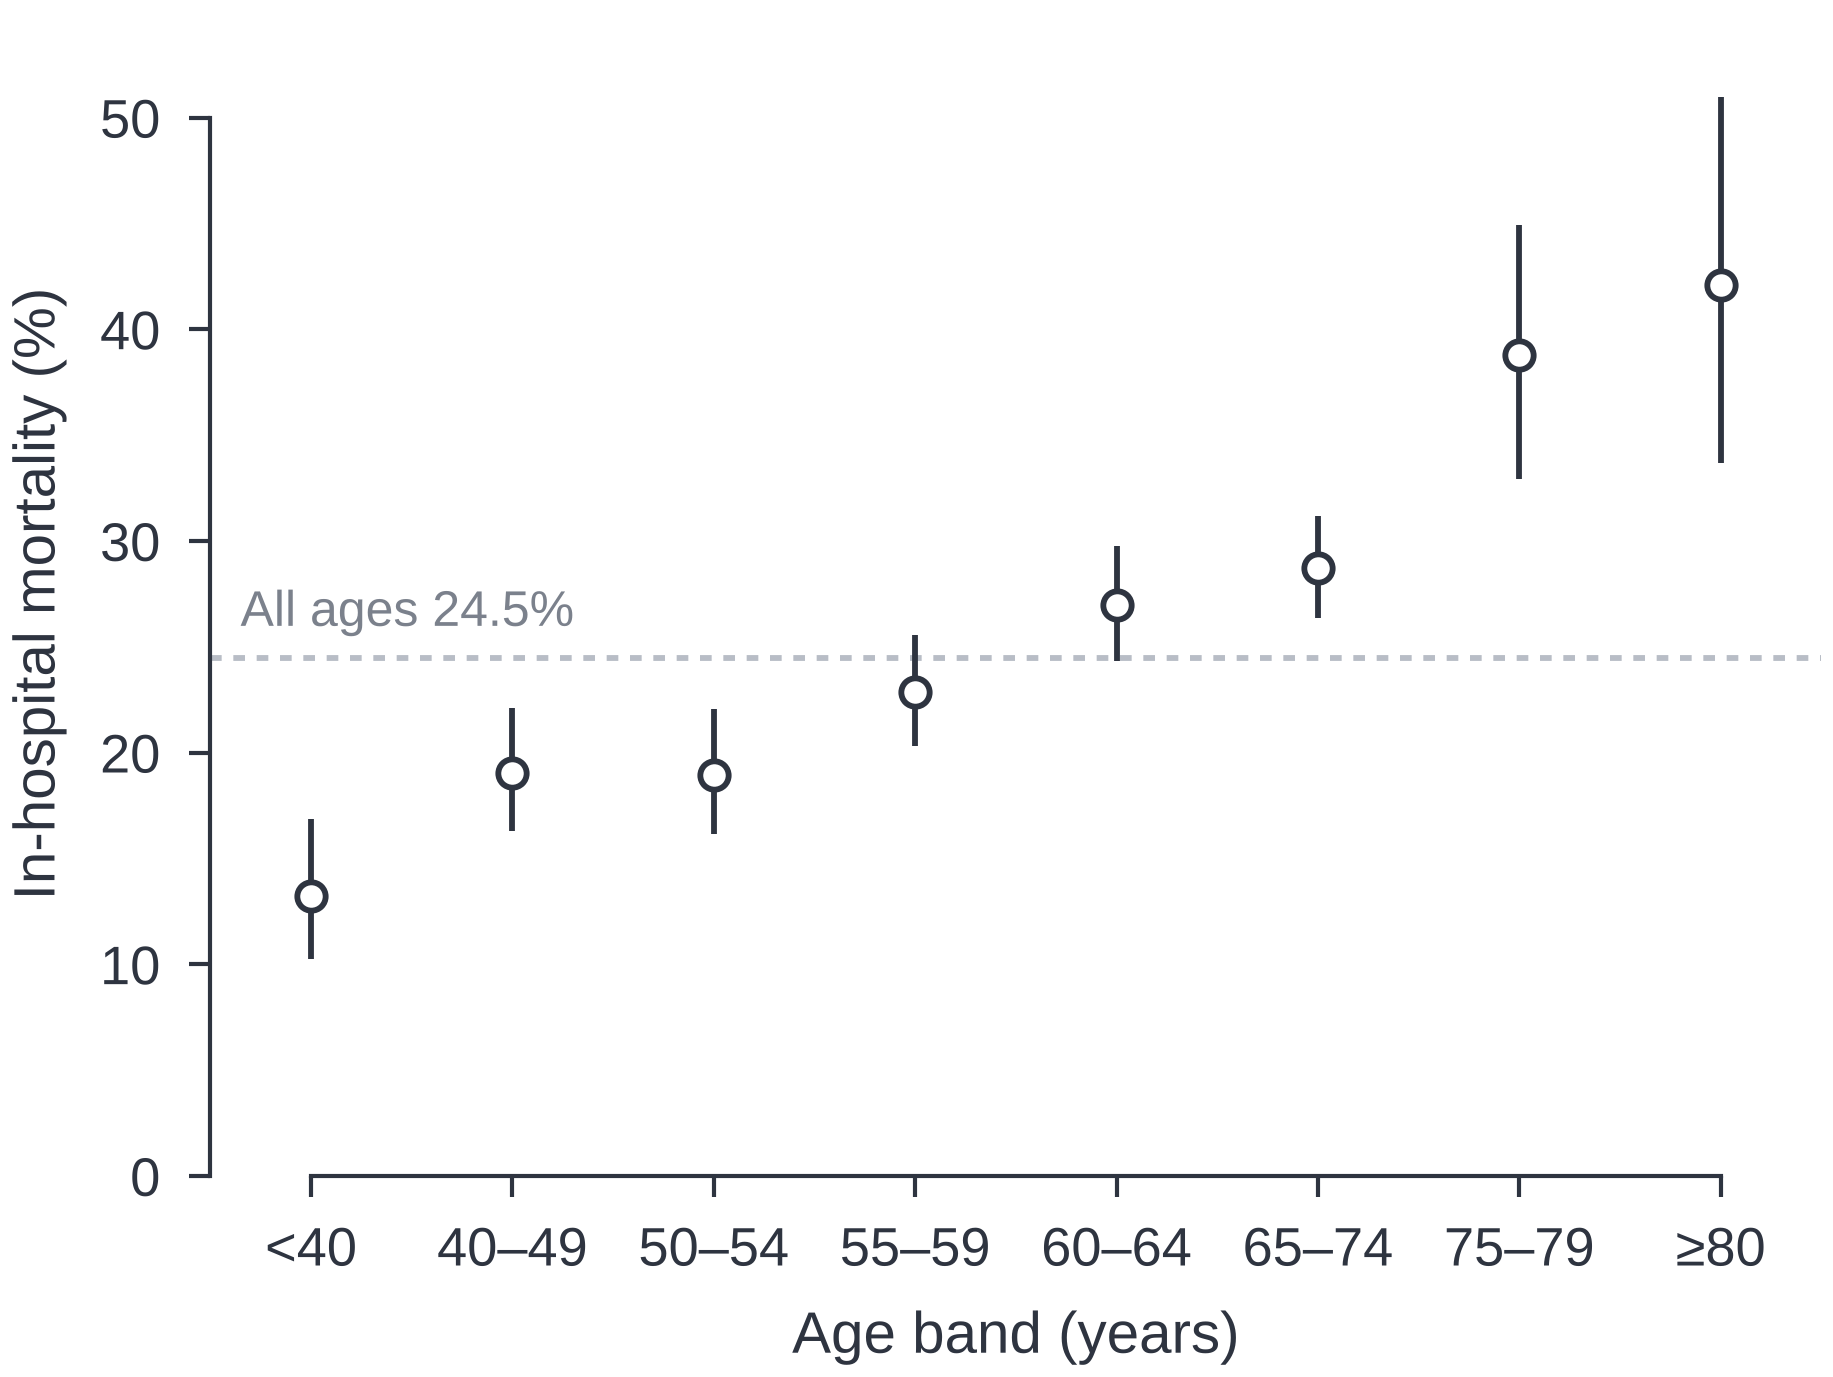 In-hospital mortality (%)
50
40
30
20
10
0
All ages 24.5%
<40 40–49 50–54 55–59 60–64 65–74 75–79 ≥80
Age band (years)